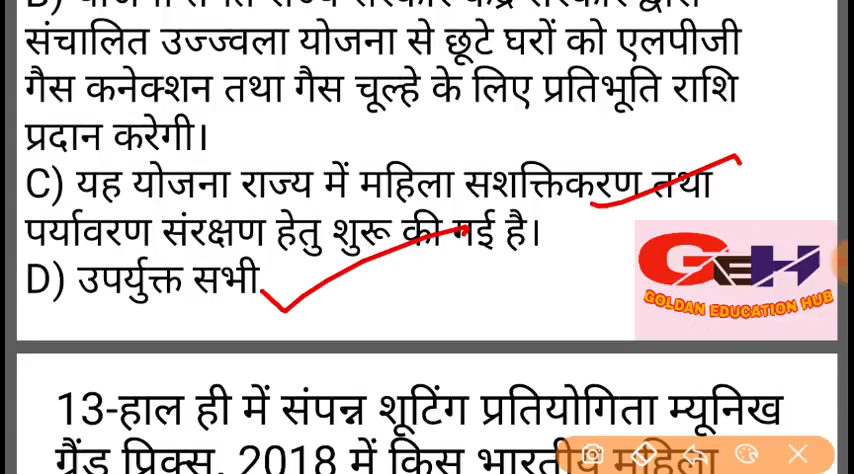 संचालित उज्ज्वला योजना से छूटे घरों को एलपीजी
गैस कनेक्शन तथा गैस चूल्हे के लिए प्रतिभूति राशि
प्रदान करेगी।
C) यह योजना राज्य में महिला सशक्तिकरण तथा
पर्यावरण संरक्षण हेतु शुरू की गई है।
D) उपर्युक्त सभी
GEH
GOLDAN EDUCATION HUB
13-हाल ही में संपन्न शूटिंग प्रतियोगिता म्यूनिख
ग्रैंड प्रिक्स, 2018 में किस भारतीय महिला